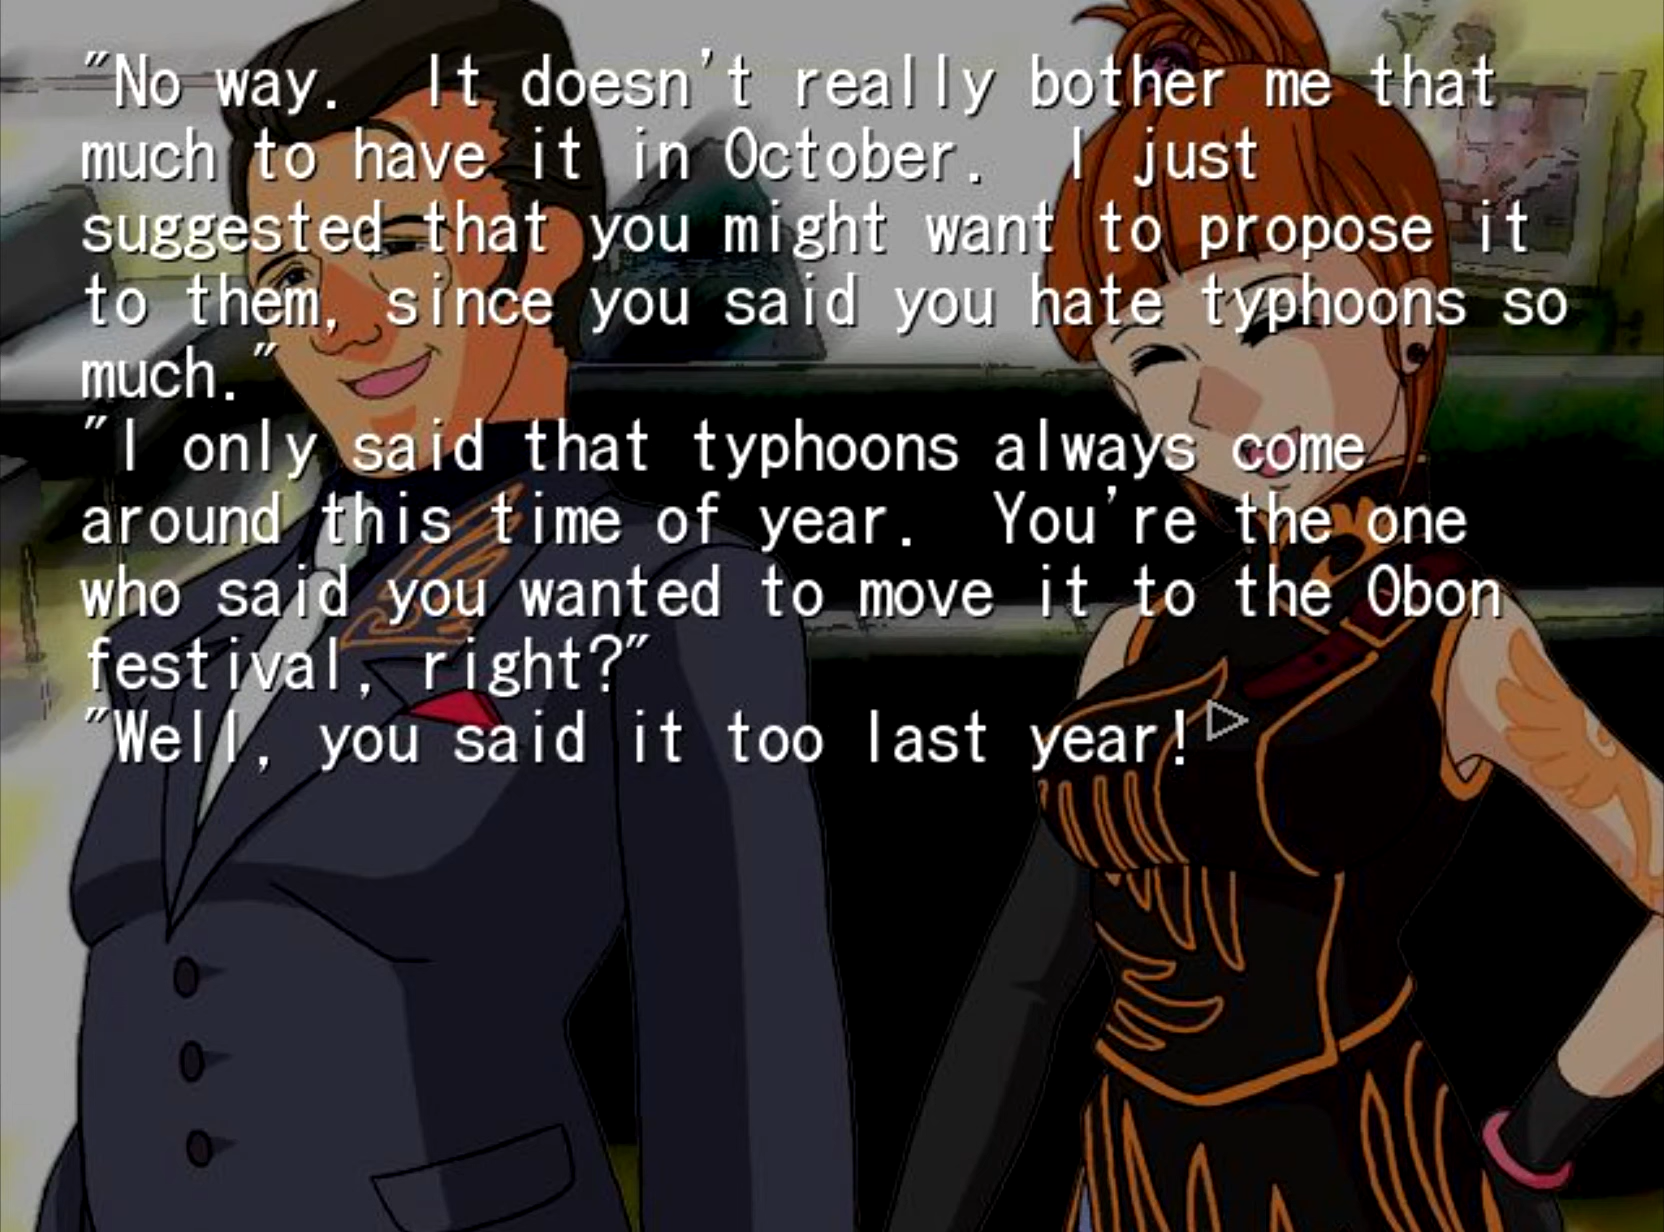 "No way.  It doesn't really bother me that
much to have it in October.  I just
suggested that you might want to propose it
to them, since you said you hate typhoons so
much."
"I only said that typhoons always come
around this time of year.  You're the one
who said you wanted to move it to the Obon
festival, right?"
"Well, you said it too last year!